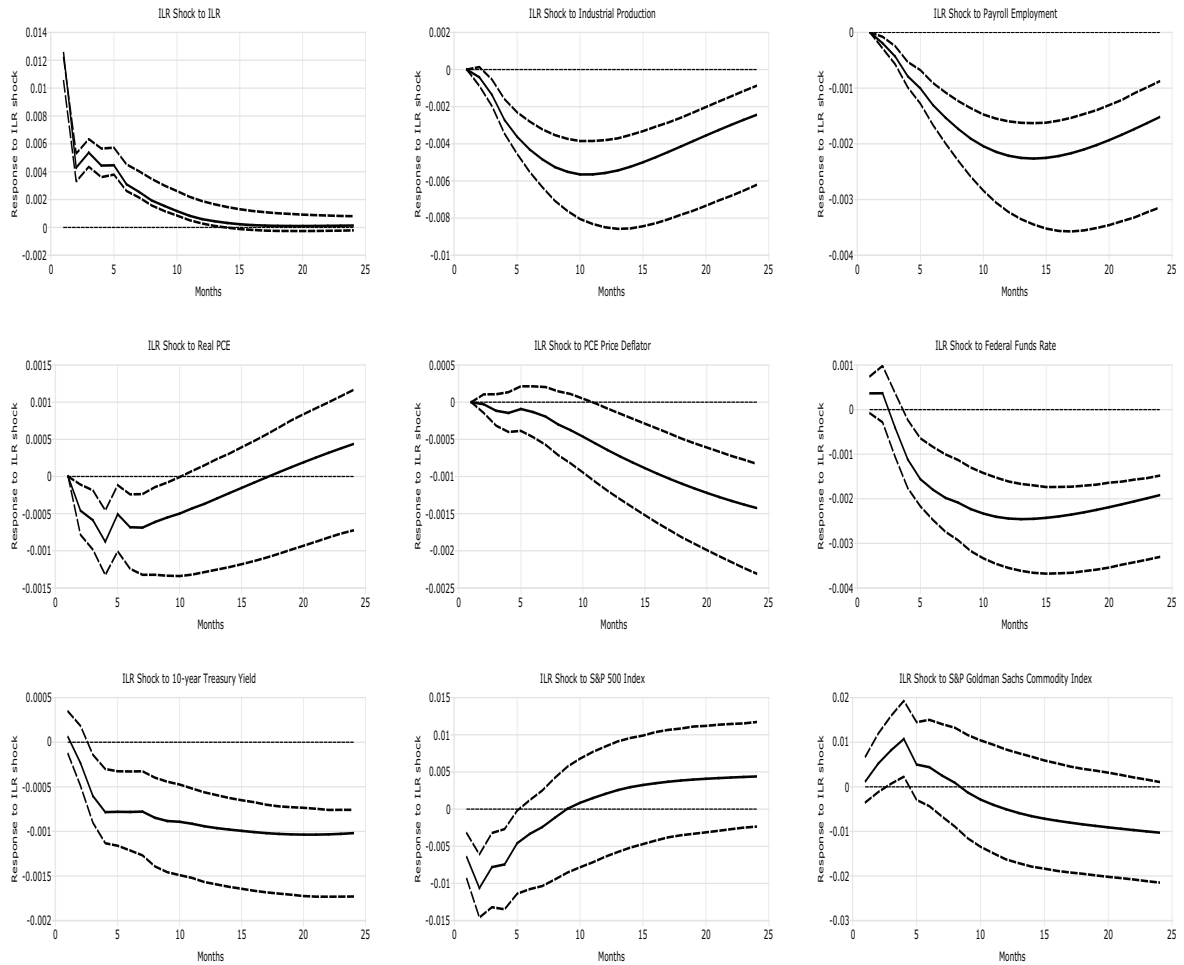 ILR Shock to ILR
Response to ILR shock
0.014
0.012
0.01
0.008
0.006
0.004
0.002
0
-0.002
0 5 10 15 20 25
Months
ILR Shock to Industrial Production
Response to ILR shock
0.002
0
-0.002
-0.004
-0.006
-0.008
-0.01
0 5 10 15 20 25
Months
ILR Shock to Payroll Employment
Response to ILR shock
0
-0.001
-0.002
-0.003
-0.004
0 5 10 15 20 25
Months
ILR Shock to Real PCE
Response to ILR shock
0.0015
0.001
0.0005
0
-0.0005
-0.001
-0.0015
0 5 10 15 20 25
Months
ILR Shock to PCE Price Deflator
Response to ILR shock
0.0005
0
-0.0005
-0.001
-0.0015
-0.002
-0.0025
0 5 10 15 20 25
Months
ILR Shock to Federal Funds Rate
Response to ILR shock
0.001
0
-0.001
-0.002
-0.003
-0.004
0 5 10 15 20 25
Months
ILR Shock to 10-year Treasury Yield
Response to ILR shock
0.0005
0
-0.0005
-0.001
-0.0015
-0.002
0 5 10 15 20 25
Months
ILR Shock to S&P 500 Index
Response to ILR shock
0.015
0.01
0.005
0
-0.005
-0.01
-0.015
0 5 10 15 20 25
Months
ILR Shock to S&P Goldman Sachs Commodity Index
Response to ILR shock
0.02
0.01
0
-0.01
-0.02
-0.03
0 5 10 15 20 25
Months